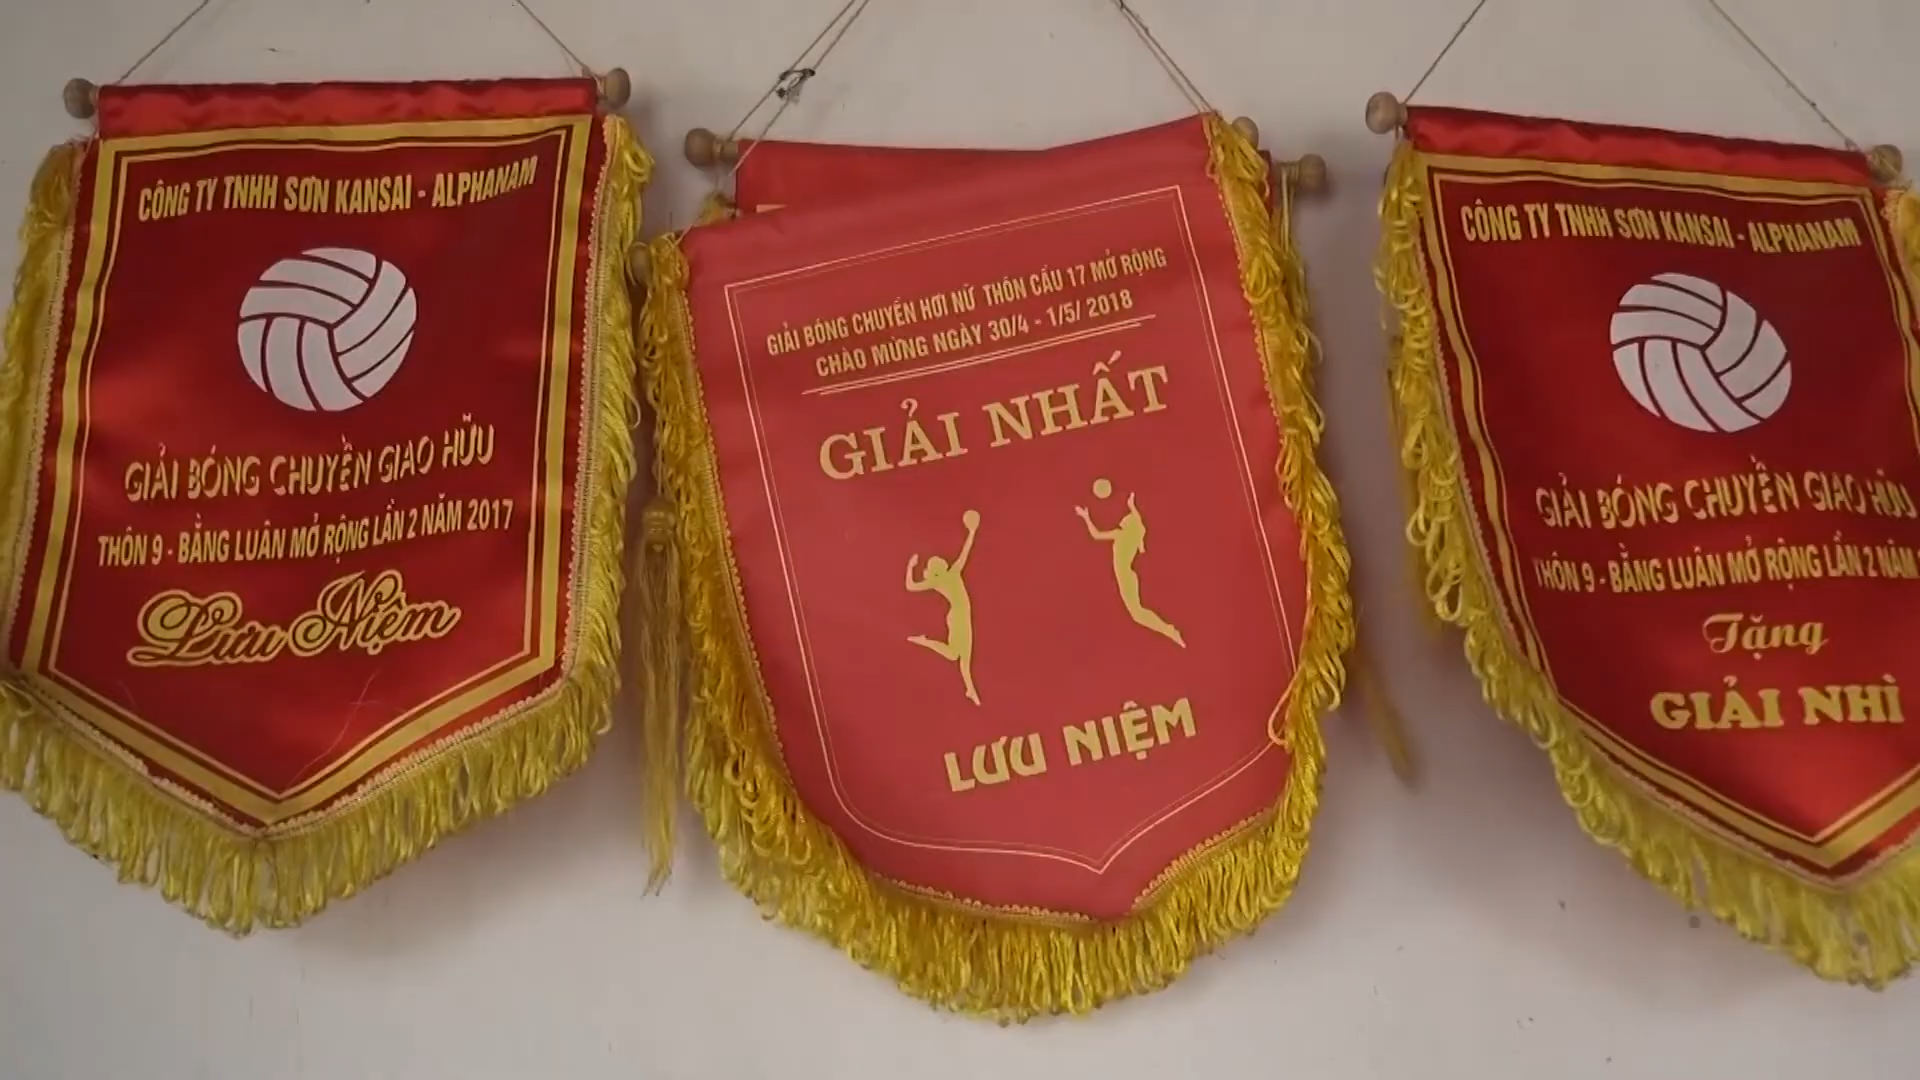 CÔNG TY TNHH SƠN KANSAI - ALPHANAM
GIẢI BÓNG CHUYỀN GIAO HỮU
THÔN 9 - BẰNG LUÂN MỞ RỘNG LẦN 2 NĂM 2017
Lưu Niệm
GIẢI BÓNG CHUYỀN HƠI NỮ THÔN CẦU 17 MỞ RỘNG
CHÀO MỪNG NGÀY 30/4 - 1/5/ 2018
GIẢI NHẤT
LƯU NIỆM
CÔNG TY TNHH SƠN KANSAI - ALPHANAM
GIẢI BÓNG CHUYỀN GIAO HỮU
THÔN 9 - BẰNG LUÂN MỞ RỘNG LẦN 2 NĂM
Tặng
GIẢI NHÌ